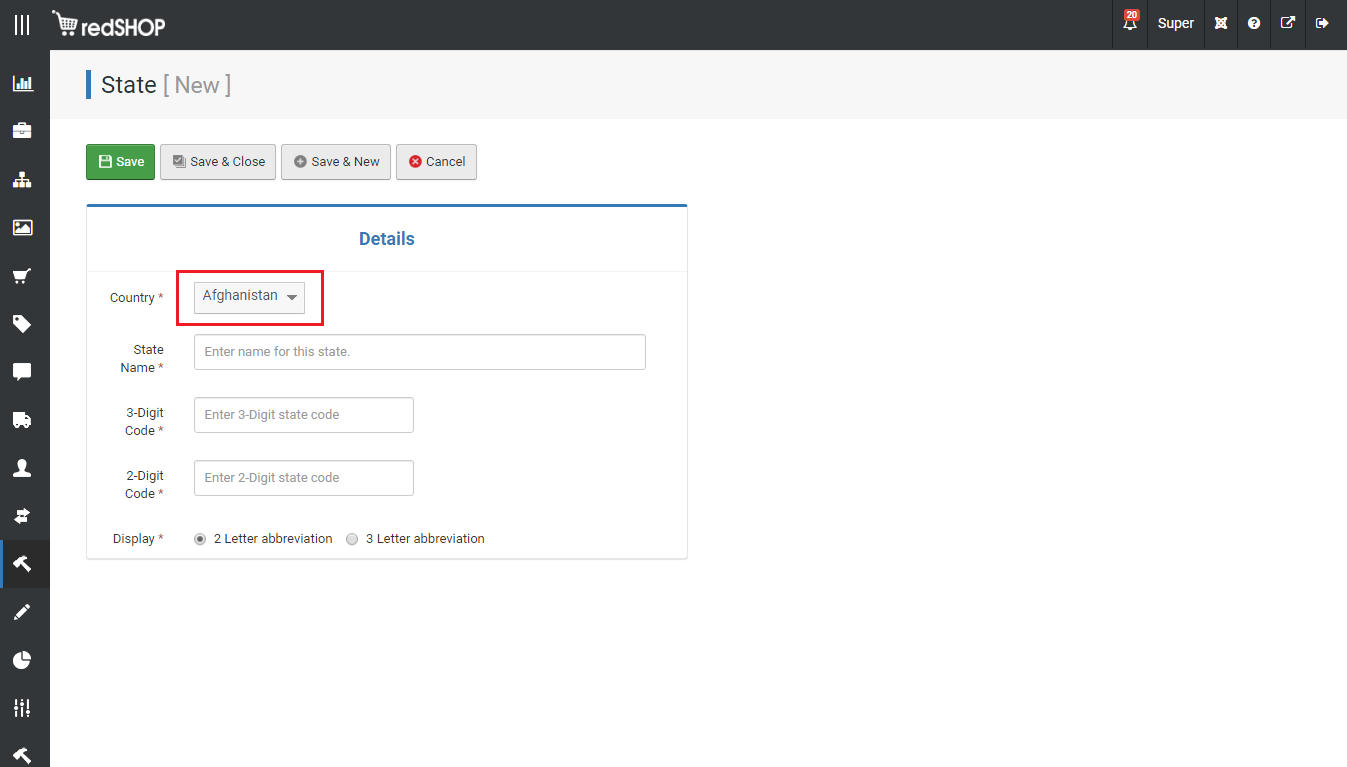 redSHOP
20
Super
State [ New ]
Save
Save & Close
Save & New
Cancel
Details
Country *
Afghanistan
State
Name *
Enter name for this state.
3-Digit
Code *
Enter 3-Digit state code
2-Digit
Code *
Enter 2-Digit state code
Display *
2 Letter abbreviation
3 Letter abbreviation